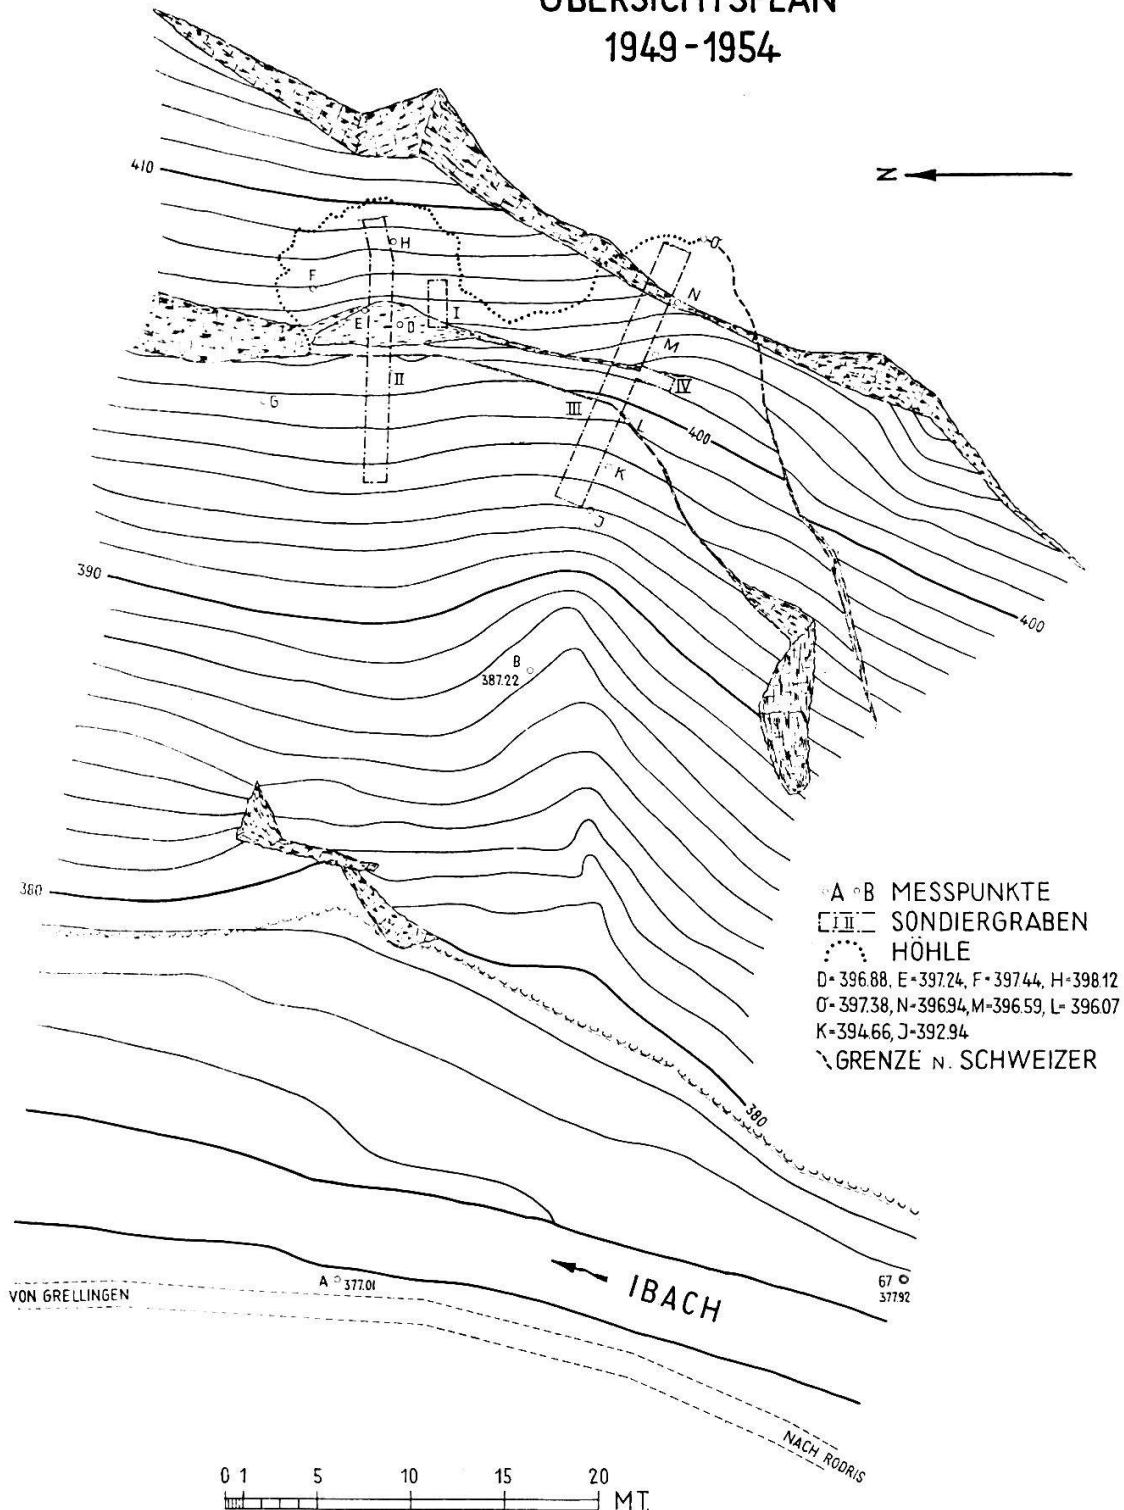 ÜBERSICHTSPLAN
1949-1954
410
N
O
H
F
N
I
E
D
M
II
IV
G
III
400
L
K
J
390
400
B
387.22
380
A B MESSPUNKTE
I II SONDIERGRABEN
HÖHLE
D=396.88, E=397.24, F=397.44, H=398.12
O=397.38, N=396.94, M=396.59, L=396.07
K=394.66, J=392.94
GRENZE N. SCHWEIZER
380
67
377.92
A 377.01
IBACH
VON GRELLINGEN
NACH RODRIS
0 1 5 10 15 20
MT.